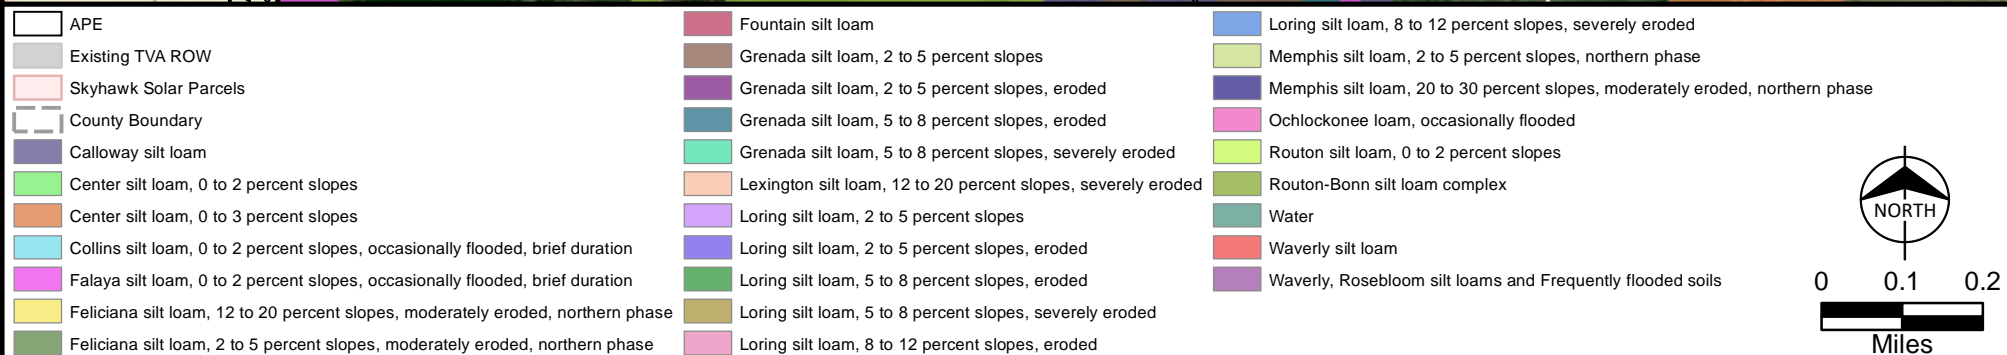 APE
Existing TVA ROW
Skyhawk Solar Parcels
County Boundary
Calloway silt loam
Center silt loam, 0 to 2 percent slopes
Center silt loam, 0 to 3 percent slopes
Collins silt loam, 0 to 2 percent slopes, occasionally flooded, brief duration
Falaya silt loam, 0 to 2 percent slopes, occasionally flooded, brief duration
Feliciana silt loam, 12 to 20 percent slopes, moderately eroded, northern phase
Feliciana silt loam, 2 to 5 percent slopes, moderately eroded, northern phase
Fountain silt loam
Grenada silt loam, 2 to 5 percent slopes
Grenada silt loam, 2 to 5 percent slopes, eroded
Grenada silt loam, 5 to 8 percent slopes, eroded
Grenada silt loam, 5 to 8 percent slopes, severely eroded
Lexington silt loam, 12 to 20 percent slopes, severely eroded
Loring silt loam, 2 to 5 percent slopes
Loring silt loam, 2 to 5 percent slopes, eroded
Loring silt loam, 5 to 8 percent slopes, eroded
Loring silt loam, 5 to 8 percent slopes, severely eroded
Loring silt loam, 8 to 12 percent slopes, eroded
Loring silt loam, 8 to 12 percent slopes, severely eroded
Memphis silt loam, 2 to 5 percent slopes, northern phase
Memphis silt loam, 20 to 30 percent slopes, moderately eroded, northern phase
Ochlockonee loam, occasionally flooded
Routon silt loam, 0 to 2 percent slopes
Routon-Bonn silt loam complex
Water
Waverly silt loam
Waverly, Rosebloom silt loams and Frequently flooded soils
NORTH
0 0.1 0.2
Miles